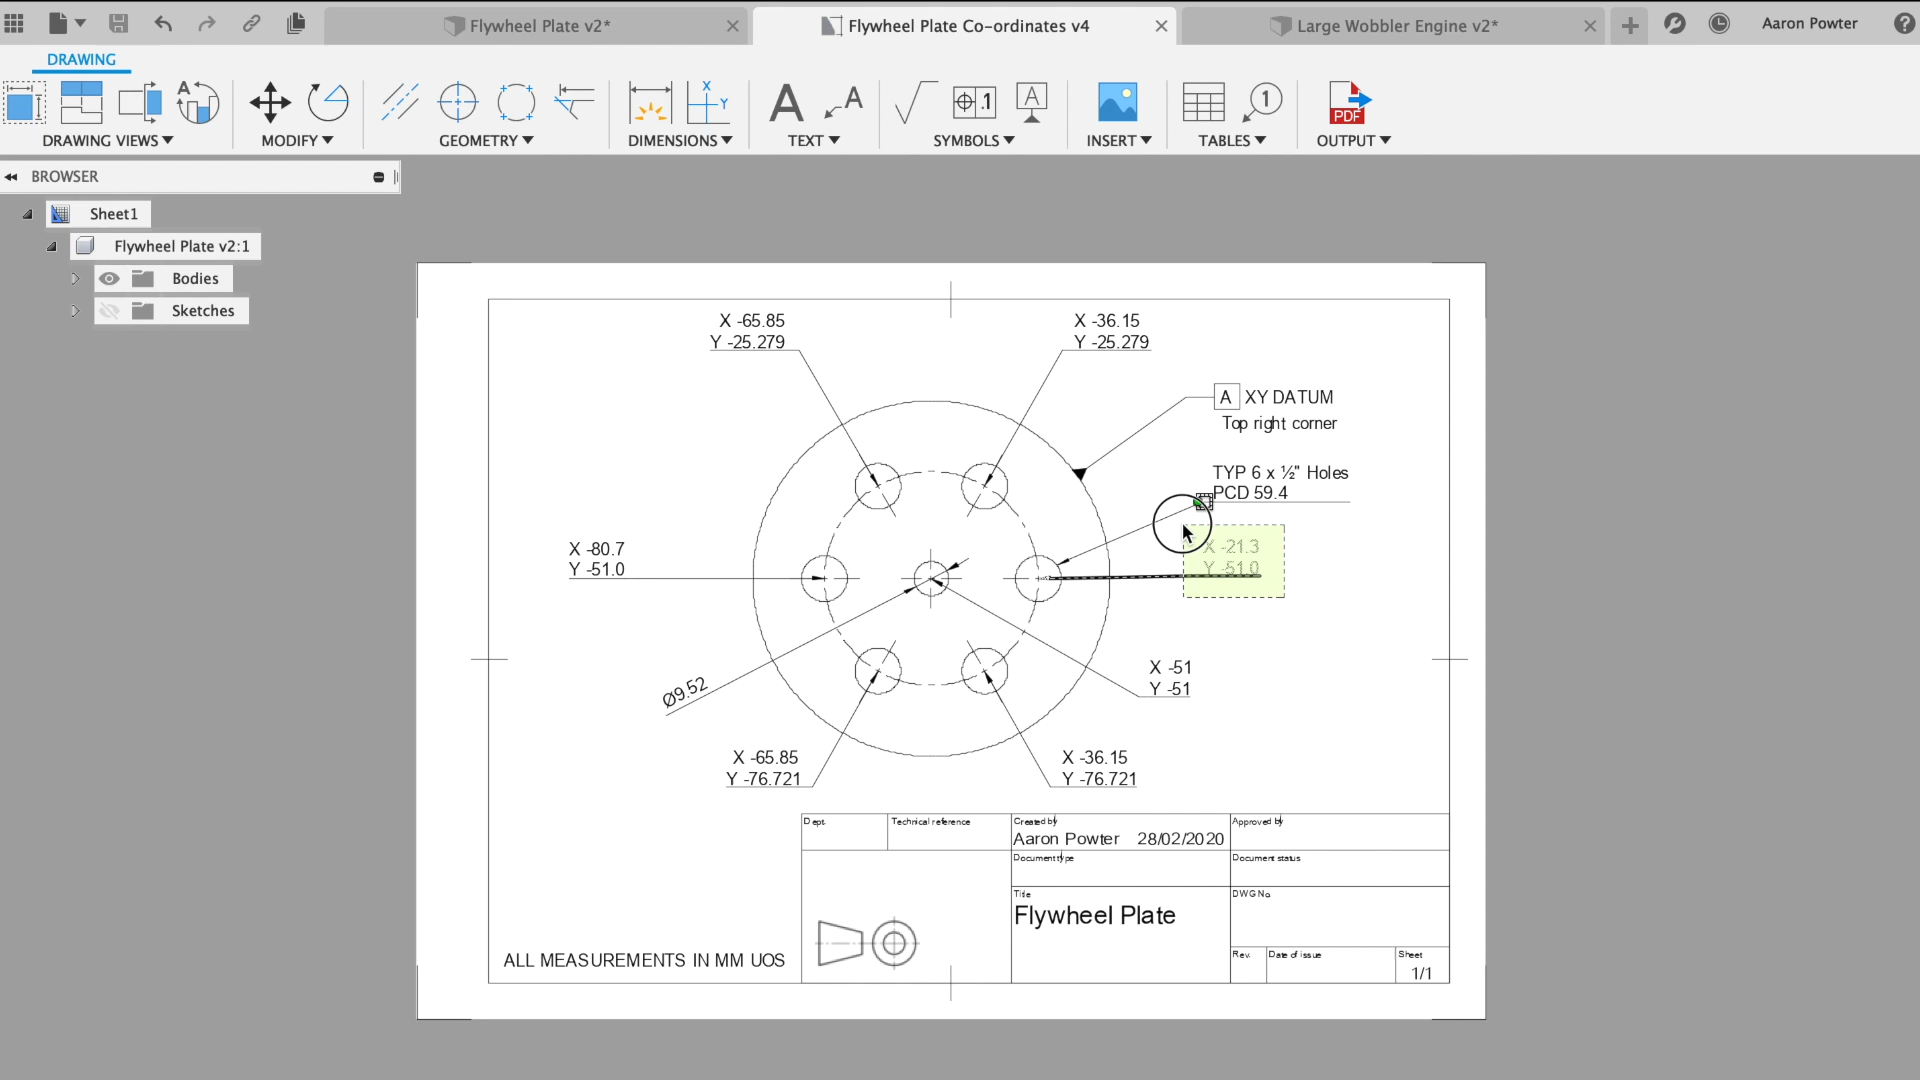 Flywheel Plate v2*
Flywheel Plate Co-ordinates v4
Large Wobbler Engine v2*
Aaron Powter
DRAWING
A
X
Y
A
A
.1
A
1
PDF
DRAWING VIEWS
MODIFY
GEOMETRY
DIMENSIONS
TEXT
SYMBOLS
INSERT
TABLES
OUTPUT
BROWSER
Sheet1
Flywheel Plate v2:1
Bodies
Sketches
X -65.85
Y -25.279
X -36.15
Y -25.279
A XY DATUM
Top right corner
TYP 6 x ½" Holes
PCD 59.4
X -80.7
Y -51.0
X -21.3
Y -51.0
X -51
Y -51
Ø9.52
X -65.85
Y -76.721
X -36.15
Y -76.721
Dept.
Technical reference
Created by
Aaron Powter 28/02/2020
Approved by
Document type
Document status
Title
Flywheel Plate
DWG No.
Rev.
Date of issue
Sheet
1/1
ALL MEASUREMENTS IN MM UOS